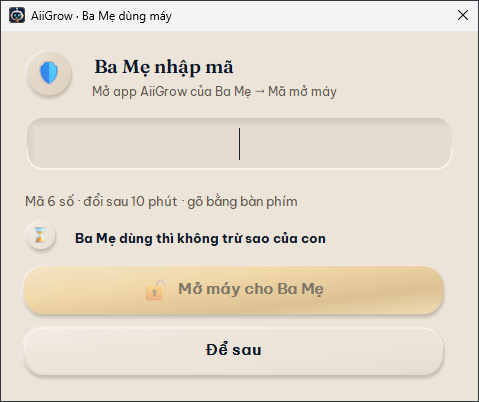 AiiGrow · Ba Mẹ dùng máy
Ba Mẹ nhập mã
Mở app AiiGrow của Ba Mẹ → Mã mở máy
Mã 6 số · đổi sau 10 phút · gõ bằng bàn phím
Ba Mẹ dùng thì không trừ sao của con
Mở máy cho Ba Mẹ
Để sau